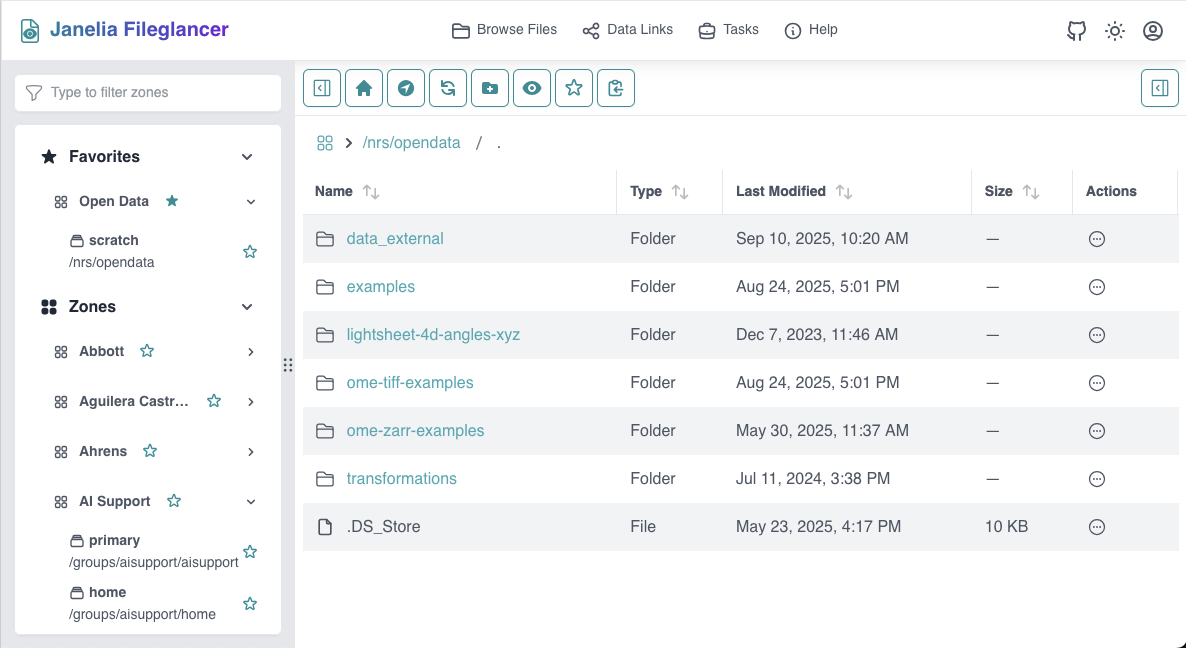 Janelia Fileglancer
Browse Files
Data Links
Tasks
Help
Type to filter zones
Favorites
Open Data
scratch
/nrs/opendata
Zones
Abbott
Aguilera Castr...
Ahrens
AI Support
primary
/groups/aisupport/aisupport
home
/groups/aisupport/home
/nrs/opendata / .
Name Type Last Modified Size Actions
data_external Folder Sep 10, 2025, 10:20 AM —
examples Folder Aug 24, 2025, 5:01 PM —
lightsheet-4d-angles-xyz Folder Dec 7, 2023, 11:46 AM —
ome-tiff-examples Folder Aug 24, 2025, 5:01 PM —
ome-zarr-examples Folder May 30, 2025, 11:37 AM —
transformations Folder Jul 11, 2024, 3:38 PM —
.DS_Store File May 23, 2025, 4:17 PM 10 KB